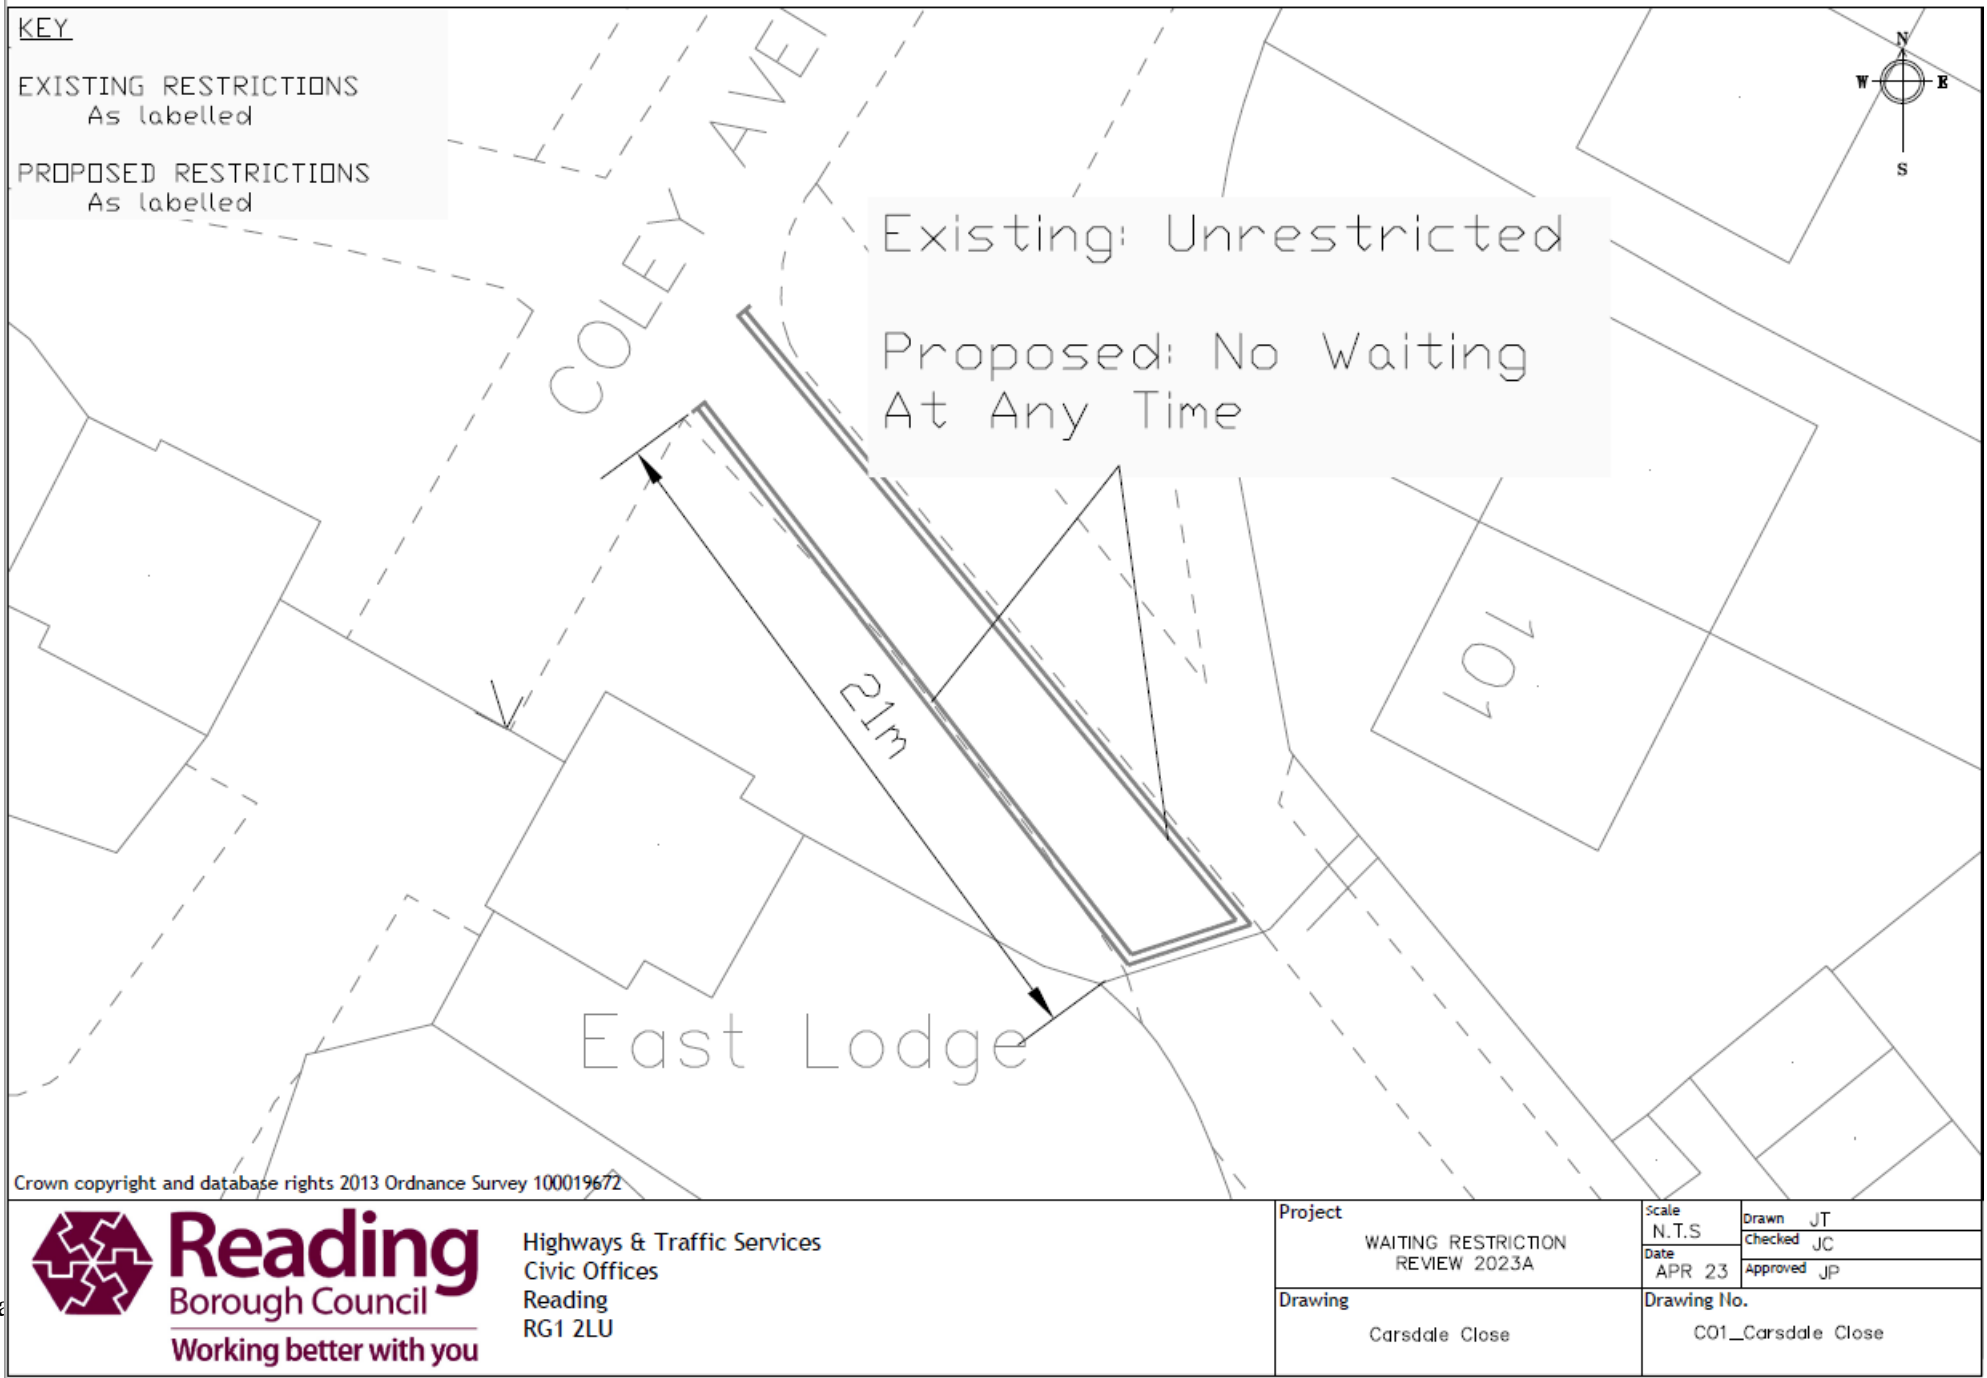 KEY
EXISTING RESTRICTIONS
As labelled
PROPOSED RESTRICTIONS
As labelled
N
W E
S
COLEY AVE
Existing: Unrestricted
Proposed: No Waiting
At Any Time
101
21m
East Lodge
Crown copyright and database rights 2013 Ordnance Survey 100019672
Reading
Borough Council
Working better with you
Highways & Traffic Services
Civic Offices
Reading
RG1 2LU
Project
WAITING RESTRICTION
REVIEW 2023A
Drawing
Carsdale Close
Scale
N.T.S
Date
APR 23
Drawn JT
Checked JC
Approved JP
Drawing No.
CO1_Carsdale Close